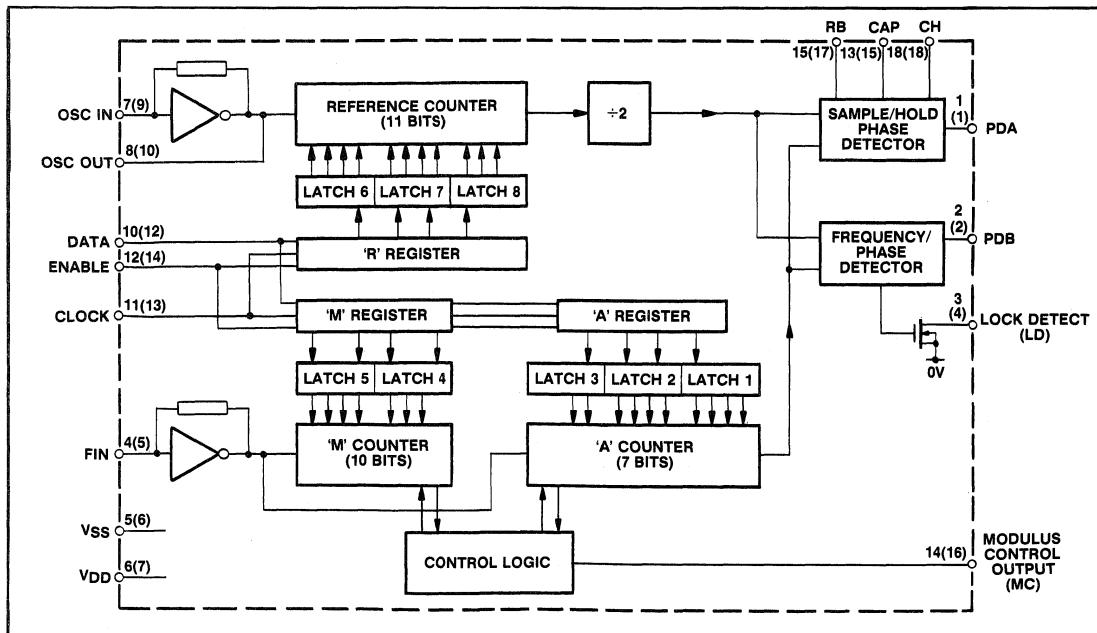 RB CAP CH
15(17) 13(15) 18(18)
7(9)
OSC IN
OSC OUT
8(10)
REFERENCE COUNTER
(11 BITS)
÷2
SAMPLE/HOLD
PHASE
DETECTOR
1
(1)
PDA
LATCH 6 LATCH 7 LATCH 8
DATA
10(12)
ENABLE
12(14)
'R' REGISTER
FREQUENCY/
PHASE
DETECTOR
2
(2)
PDB
CLOCK
11(13)
'M' REGISTER
'A' REGISTER
3
(4)
LOCK DETECT
(LD)
0V
LATCH 5 LATCH 4
LATCH 3 LATCH 2 LATCH 1
FIN
4(5)
'M' COUNTER
(10 BITS)
'A' COUNTER
(7 BITS)
VSS
5(6)
VDD
6(7)
CONTROL LOGIC
14(16)
MODULUS
CONTROL
OUTPUT
(MC)